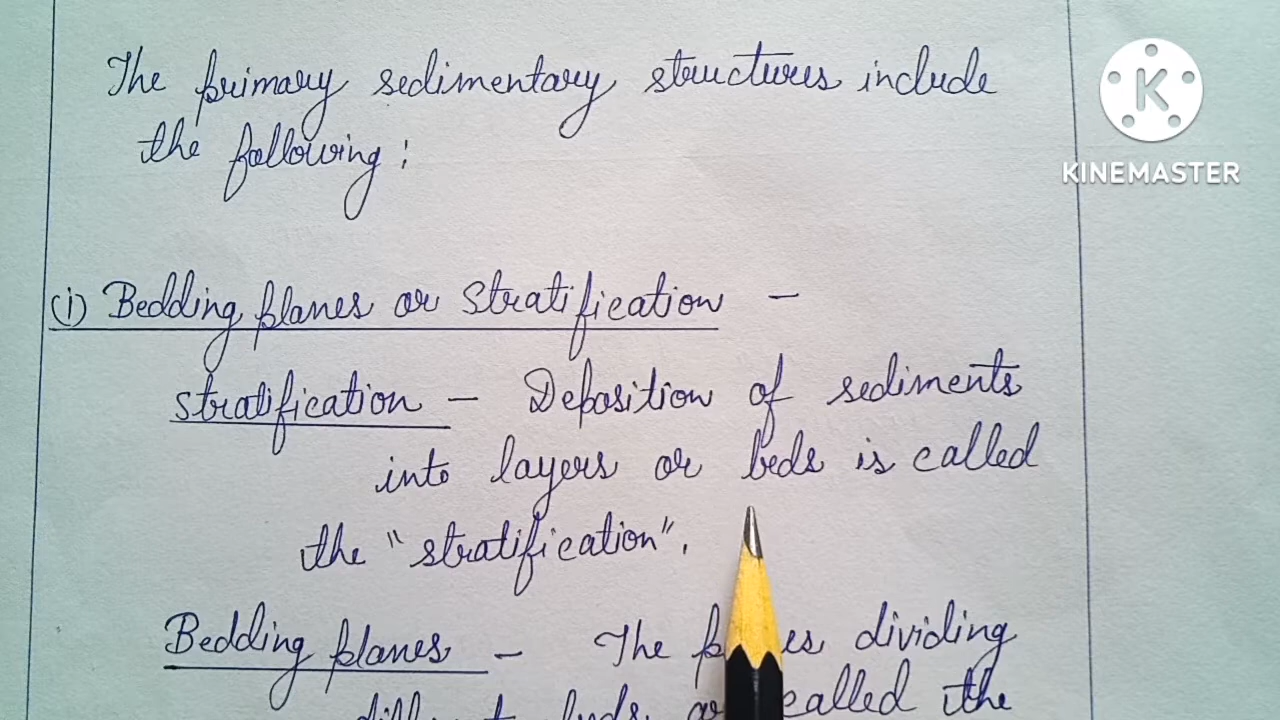 The primary sedimentary structures include
the following :
K
KINEMASTER
(i) Bedding planes or stratification —
stratification — Deposition of sediments
into layers or beds is called
the "stratification".
Bedding planes — The dividing
called the